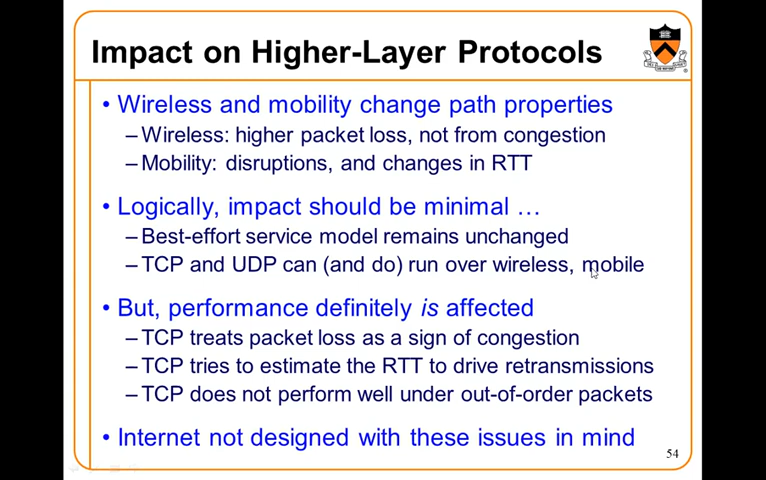 Impact on Higher-Layer Protocols
• Wireless and mobility change path properties
– Wireless: higher packet loss, not from congestion
– Mobility: disruptions, and changes in RTT
• Logically, impact should be minimal …
– Best-effort service model remains unchanged
– TCP and UDP can (and do) run over wireless, mobile
• But, performance definitely is affected
– TCP treats packet loss as a sign of congestion
– TCP tries to estimate the RTT to drive retransmissions
– TCP does not perform well under out-of-order packets
• Internet not designed with these issues in mind
54